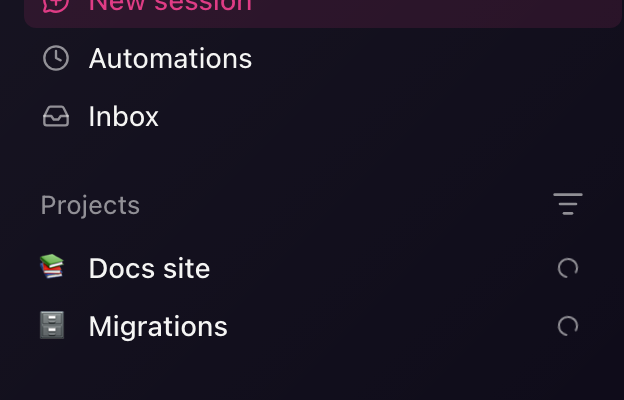 New session
Automations
Inbox
Projects
Docs site
Migrations